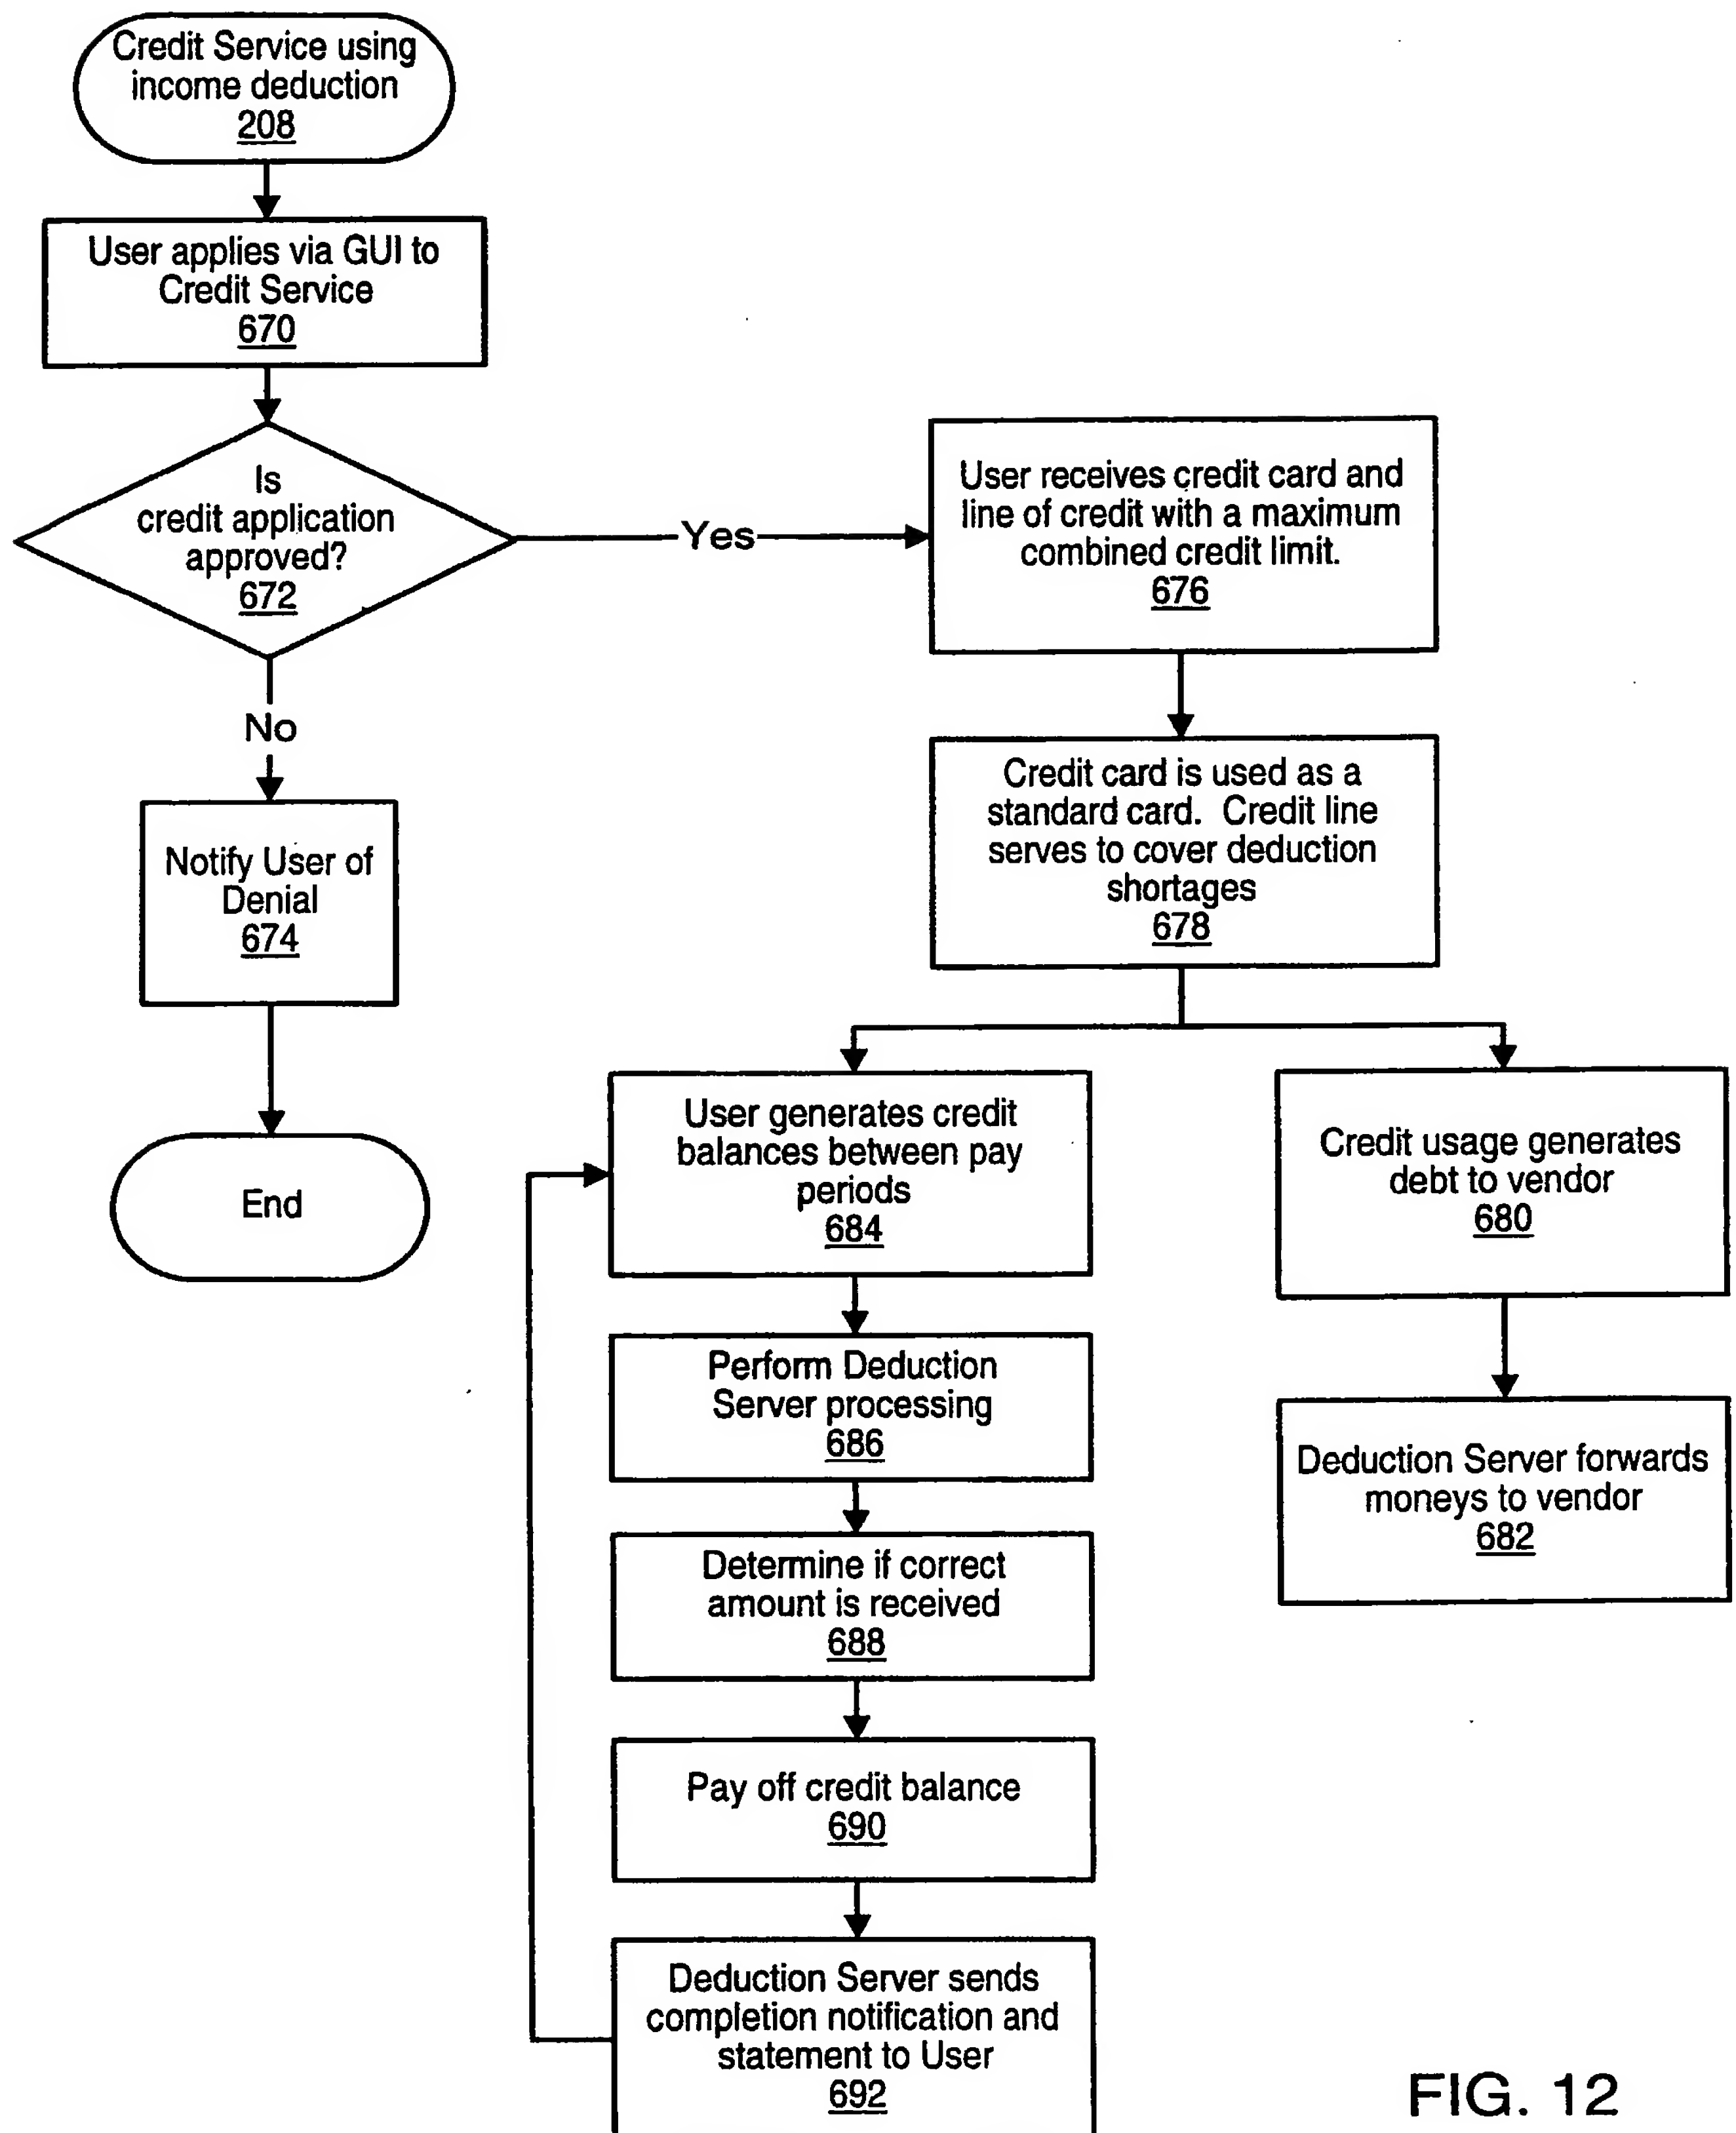 Credit Service using
income deduction
208
User applies via GUI to
Credit Service
670
Is
credit application
approved?
672
Yes
No
Notify User of
Denial
674
End
User receives credit card and
line of credit with a maximum
combined credit limit.
676
Credit card is used as a
standard card. Credit line
serves to cover deduction
shortages
678
User generates credit
balances between pay
periods
684
Perform Deduction
Server processing
686
Determine if correct
amount is received
688
Pay off credit balance
690
Deduction Server sends
completion notification and
statement to User
692
Credit usage generates
debt to vendor
680
Deduction Server forwards
moneys to vendor
682
FIG. 12